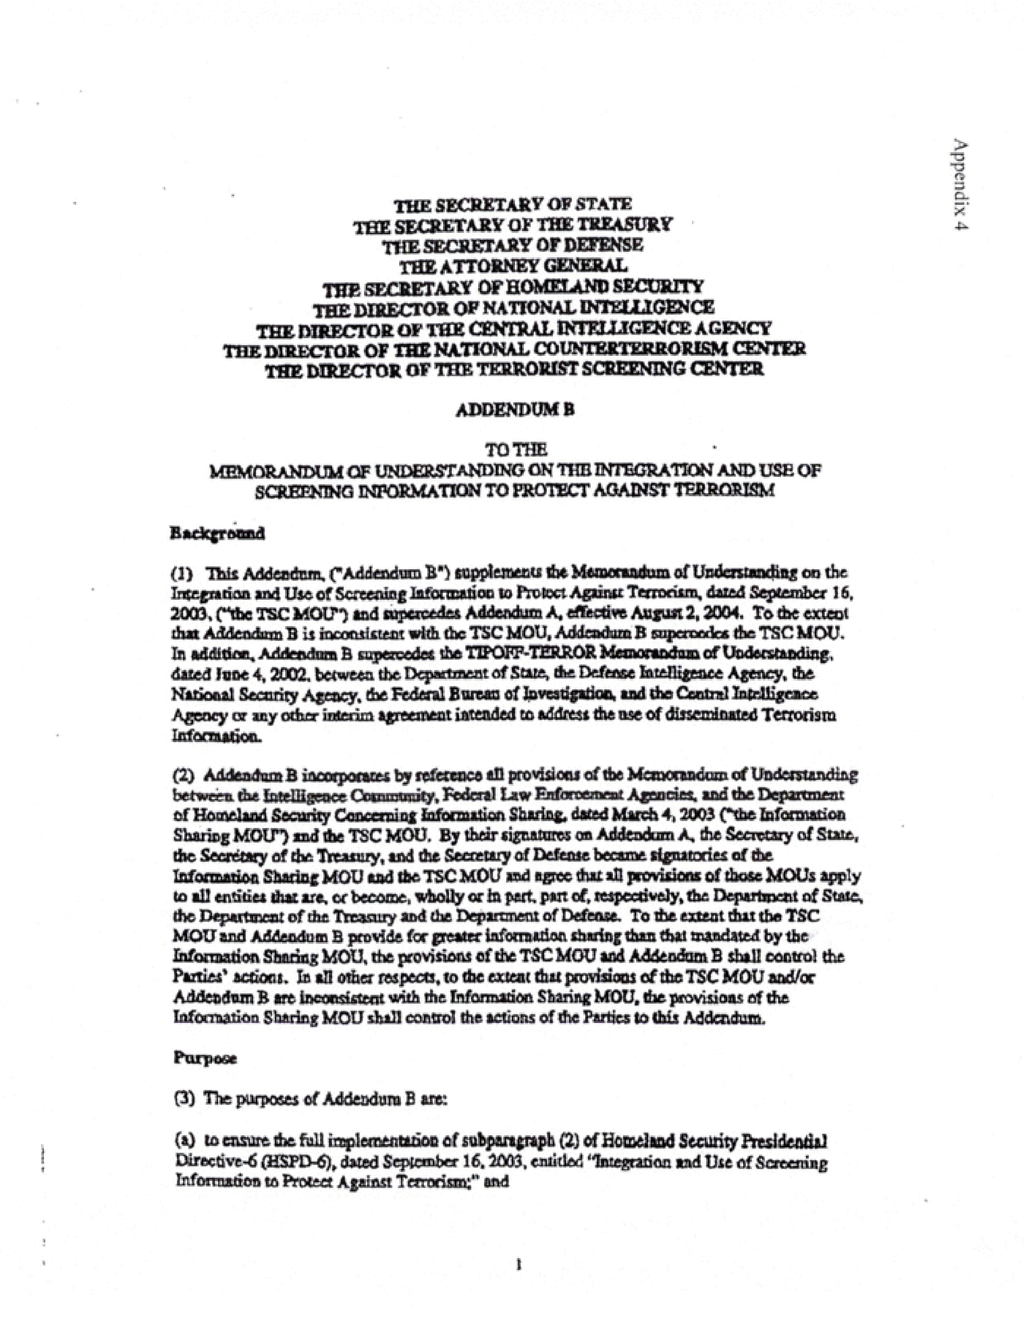 Appendix 4
THE SECRETARY OF STATE
THE SECRETARY OF THE TREASURY
THE SECRETARY OF DEFENSE
THE ATTORNEY GENERAL
THE SECRETARY OF HOMELAND SECURITY
THE DIRECTOR OF NATIONAL INTELLIGENCE
THE DIRECTOR OF THE CENTRAL INTELLIGENCE AGENCY
THE DIRECTOR OF THE NATIONAL COUNTERTERRORISM CENTER
THE DIRECTOR OF THE TERRORIST SCREENING CENTER
ADDENDUM B
TO THE
MEMORANDUM OF UNDERSTANDING ON THE INTEGRATION AND USE OF
SCREENING INFORMATION TO PROTECT AGAINST TERRORISM
Background
(1) This Addendum, ("Addendum B") supplements the Memorandum of Understanding on the
Integration and Use of Screening Information to Protect Against Terrorism, dated September 16,
2003, ("the TSC MOU") and supercedes Addendum A, effective August 2, 2004. To the extent
that Addendum B is inconsistent with the TSC MOU, Addendum B supercedes the TSC MOU.
In addition, Addendum B supercedes the TIPOFF-TERROR Memorandum of Understanding,
dated June 4, 2002, between the Department of State, the Defense Intelligence Agency, the
National Security Agency, the Federal Bureau of Investigation, and the Central Intelligence
Agency or any other interim agreement intended to address the use of disseminated Terrorism
Information.
(2) Addendum B incorporates by reference all provisions of the Memorandum of Understanding
between the Intelligence Community, Federal Law Enforcement Agencies, and the Department
of Homeland Security Concerning Information Sharing, dated March 4, 2003 ("the Information
Sharing MOU") and the TSC MOU. By their signatures on Addendum A, the Secretary of State,
the Secretary of the Treasury, and the Secretary of Defense became signatories of the
Information Sharing MOU and the TSC MOU and agree that all provisions of those MOUs apply
to all entities that are, or become, wholly or in part, part of, respectively, the Department of State,
the Department of the Treasury and the Department of Defense. To the extent that the TSC
MOU and Addendum B provide for greater information sharing than that mandated by the
Information Sharing MOU, the provisions of the TSC MOU and Addendum B shall control the
Parties' actions. In all other respects, to the extent that provisions of the TSC MOU and/or
Addendum B are inconsistent with the Information Sharing MOU, the provisions of the
Information Sharing MOU shall control the actions of the Parties to this Addendum.
Purpose
(3) The purposes of Addendum B are:
(a) to ensure the full implementation of subparagraph (2) of Homeland Security Presidential
Directive-6 (HSPD-6), dated September 16, 2003, entitled "Integration and Use of Screening
Information to Protect Against Terrorism;" and
1